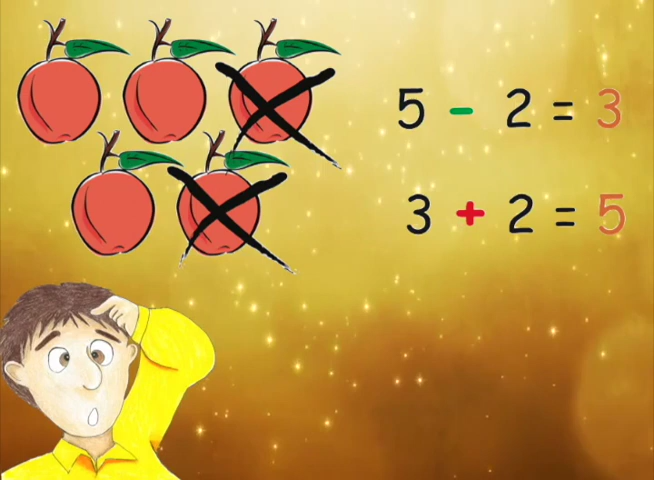 5 - 2 = 3
3 + 2 = 5